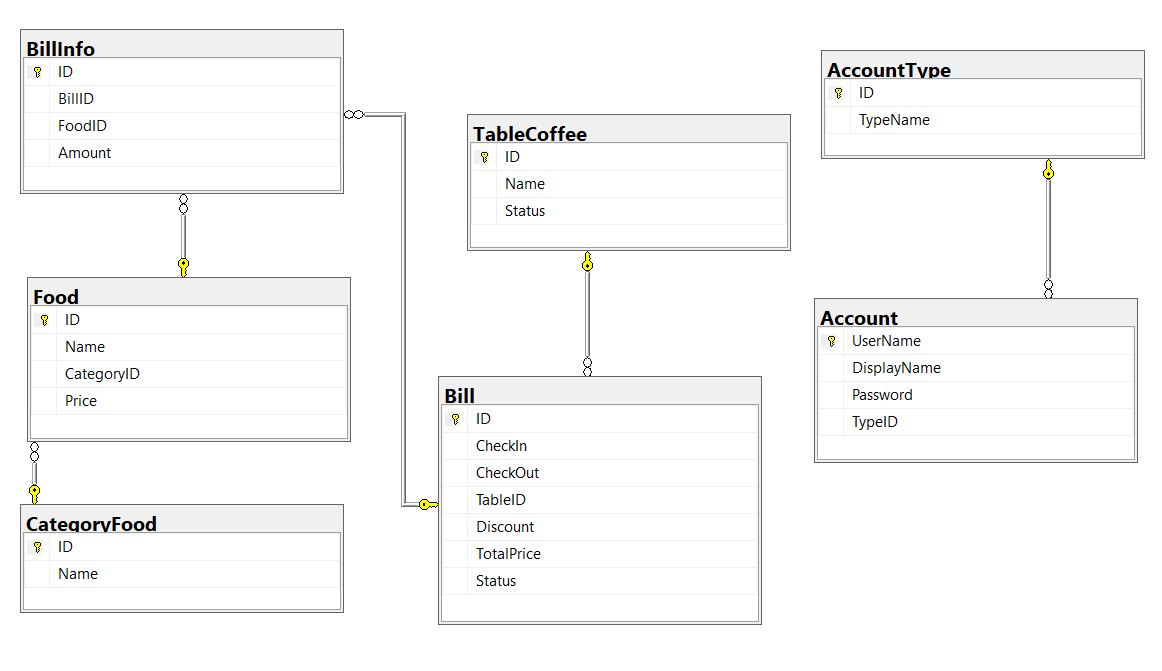 BillInfo
ID
BillID
FoodID
Amount
Food
ID
Name
CategoryID
Price
CategoryFood
ID
Name
TableCoffee
ID
Name
Status
Bill
ID
CheckIn
CheckOut
TableID
Discount
TotalPrice
Status
AccountType
ID
TypeName
Account
UserName
DisplayName
Password
TypeID